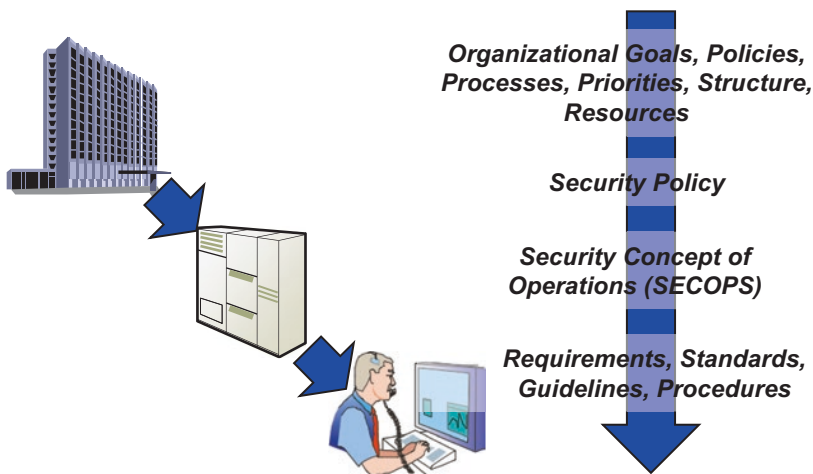 Organizational Goals, Policies,
Processes, Priorities, Structure,
Resources
Security Policy
Security Concept of
Operations (SECOPS)
Requirements, Standards,
Guidelines, Procedures